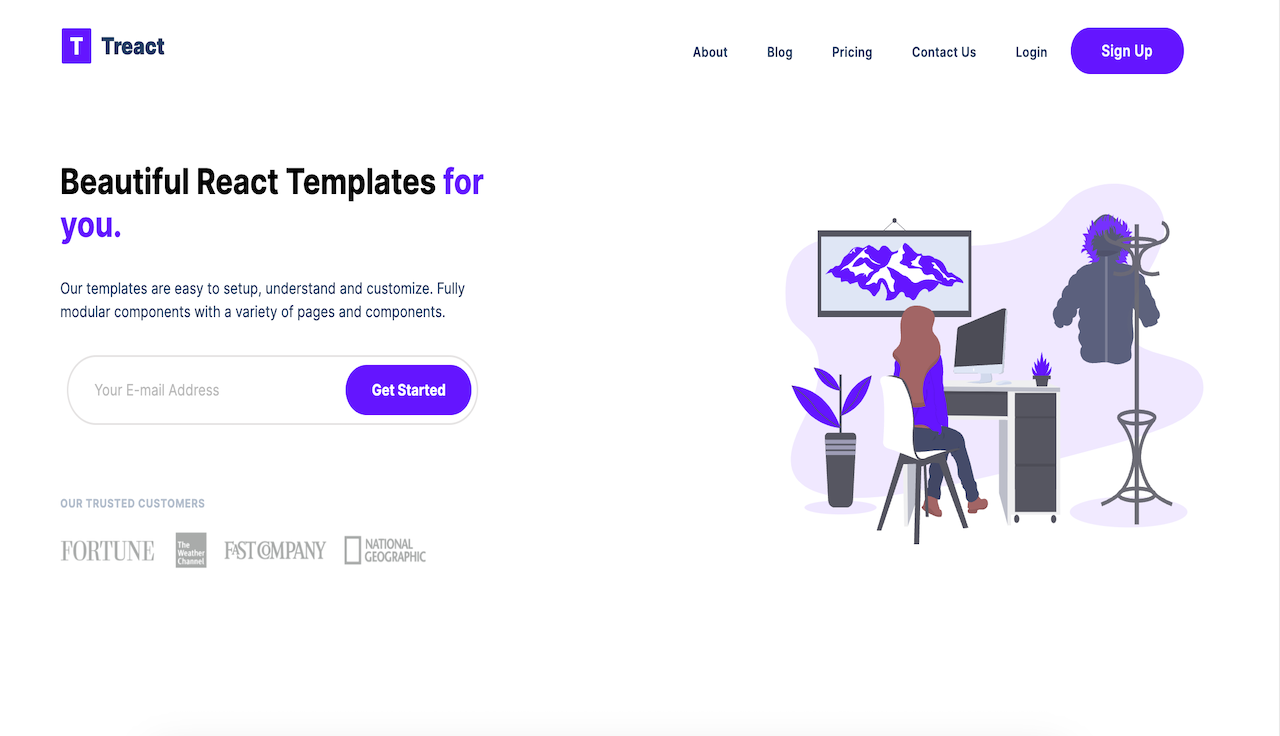 T Treact
About Blog Pricing Contact Us Login Sign Up
Beautiful React Templates for
you.
Our templates are easy to setup, understand and customize. Fully
modular components with a variety of pages and components.
Your E-mail Address Get Started
OUR TRUSTED CUSTOMERS
FORTUNE
The
Weather
Channel
FAST COMPANY
NATIONAL
GEOGRAPHIC